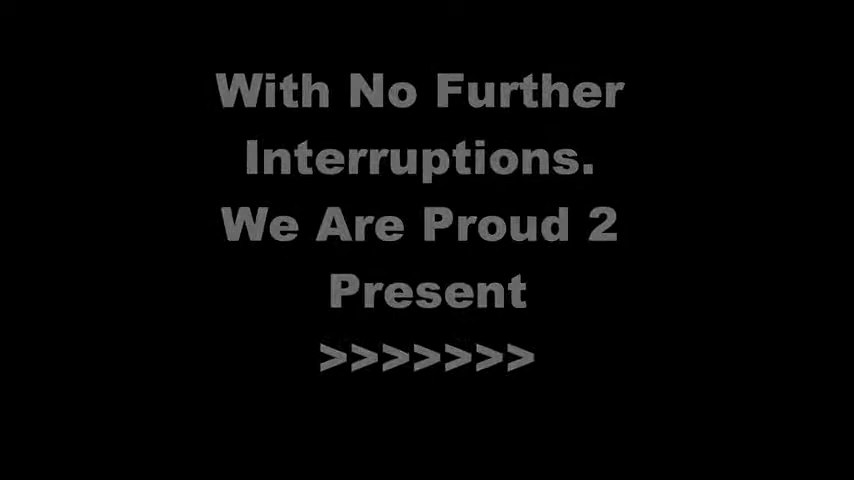 With No Further
Interruptions.
We Are Proud 2
Present
>>>>>>>